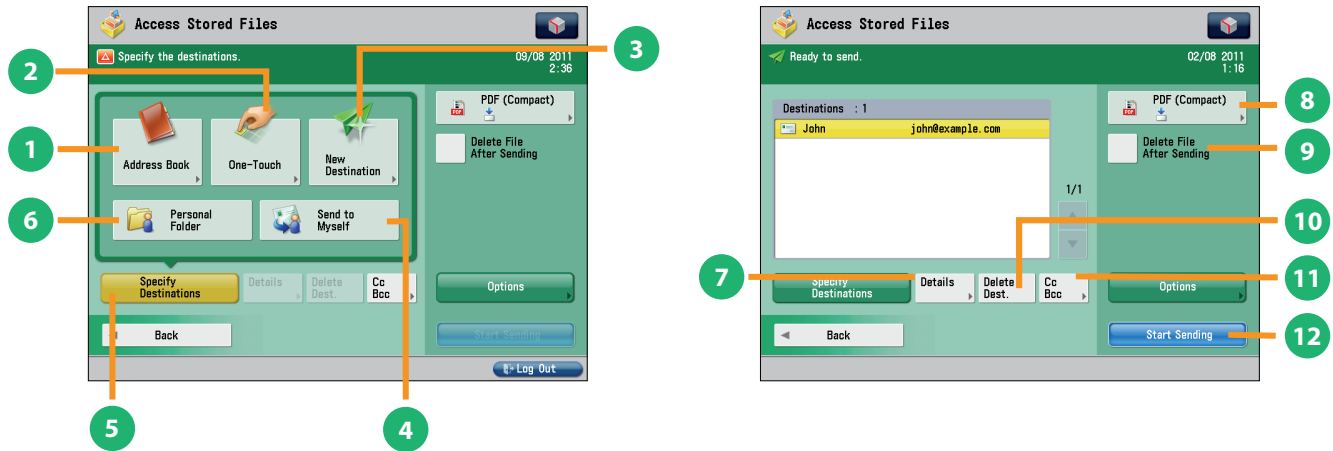 Access Stored Files
Specify the destinations.
09/08 2011
2:36
1
2
3
Address Book
One-Touch
New
Destination
PDF (Compact)
Delete File
After Sending
6
Personal
Folder
Send to
Myself
Specify
Destinations
Details
Delete
Dest.
Cc
Bcc
Options
Back
Start Sending
Log Out
5
4
Access Stored Files
Ready to send.
02/08 2011
1:16
Destinations : 1
John john@example.com
1/1
PDF (Compact)
8
Delete File
After Sending
9
10
7
Specify
Destinations
Details
Delete
Dest.
Cc
Bcc
11
Options
Back
Start Sending
12